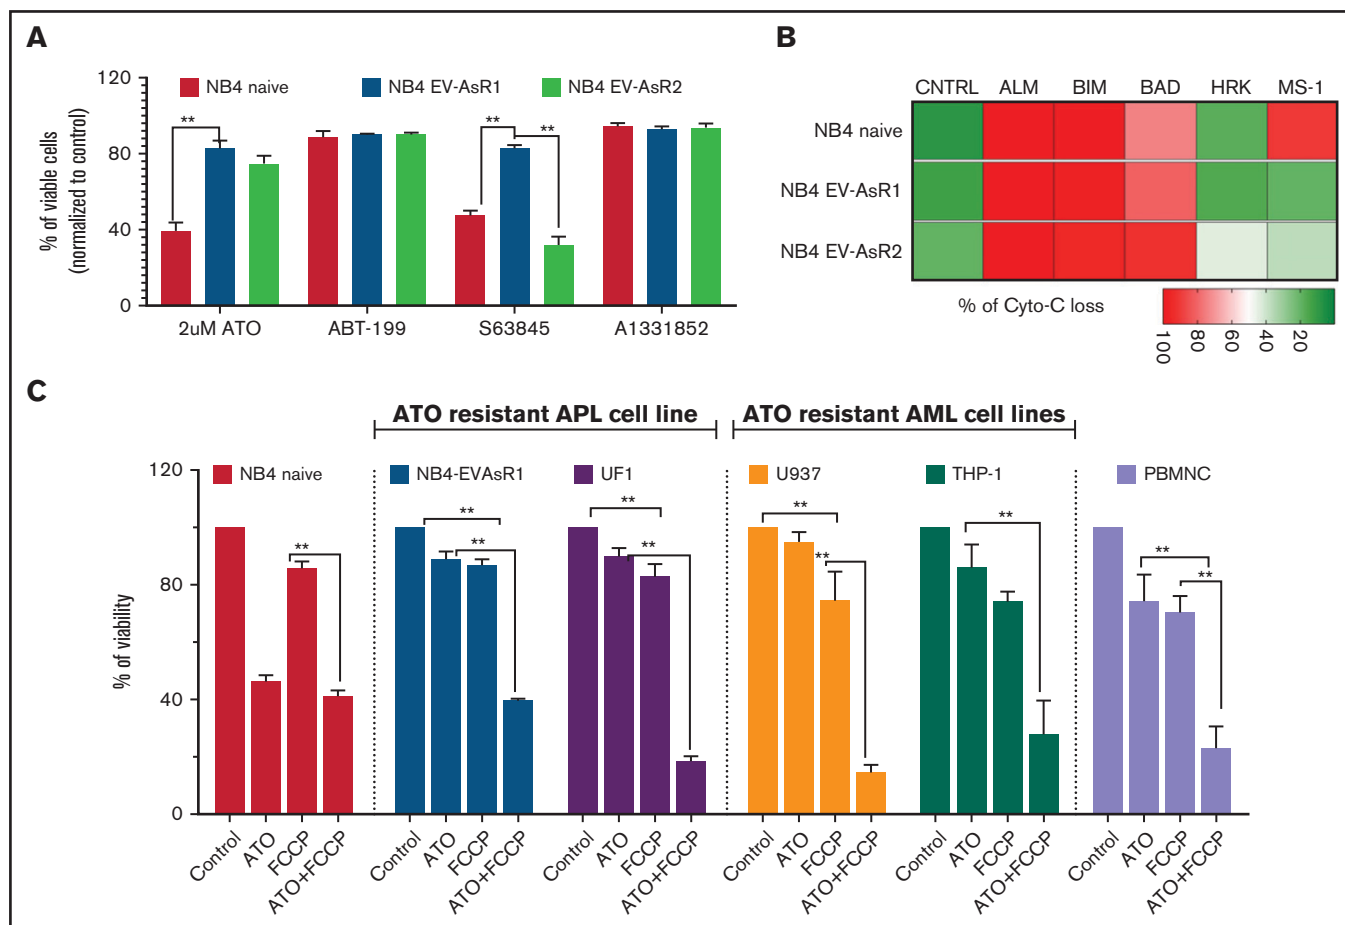 A
NB4 naive
NB4 EV-AsR1
NB4 EV-AsR2
% of viable cells
(normalized to control)
120
80
40
0
**
**
**
2uM ATO
ABT-199
S63845
A1331852
B
CNTRL
ALM
BIM
BAD
HRK
MS-1
NB4 naive
NB4 EV-AsR1
NB4 EV-AsR2
% of Cyto-C loss
100
80
60
40
20
C
ATO resistant APL cell line
ATO resistant AML cell lines
NB4 naive
NB4-EVAsR1
UF1
U937
THP-1
PBMNC
% of viability
120
80
40
0
**
**
**
**
**
**
**
**
**
**
Control
ATO
FCCP
ATO+FCCP
Control
ATO
FCCP
ATO+FCCP
Control
ATO
FCCP
ATO+FCCP
Control
ATO
FCCP
ATO+FCCP
Control
ATO
FCCP
ATO+FCCP
Control
ATO
FCCP
ATO+FCCP